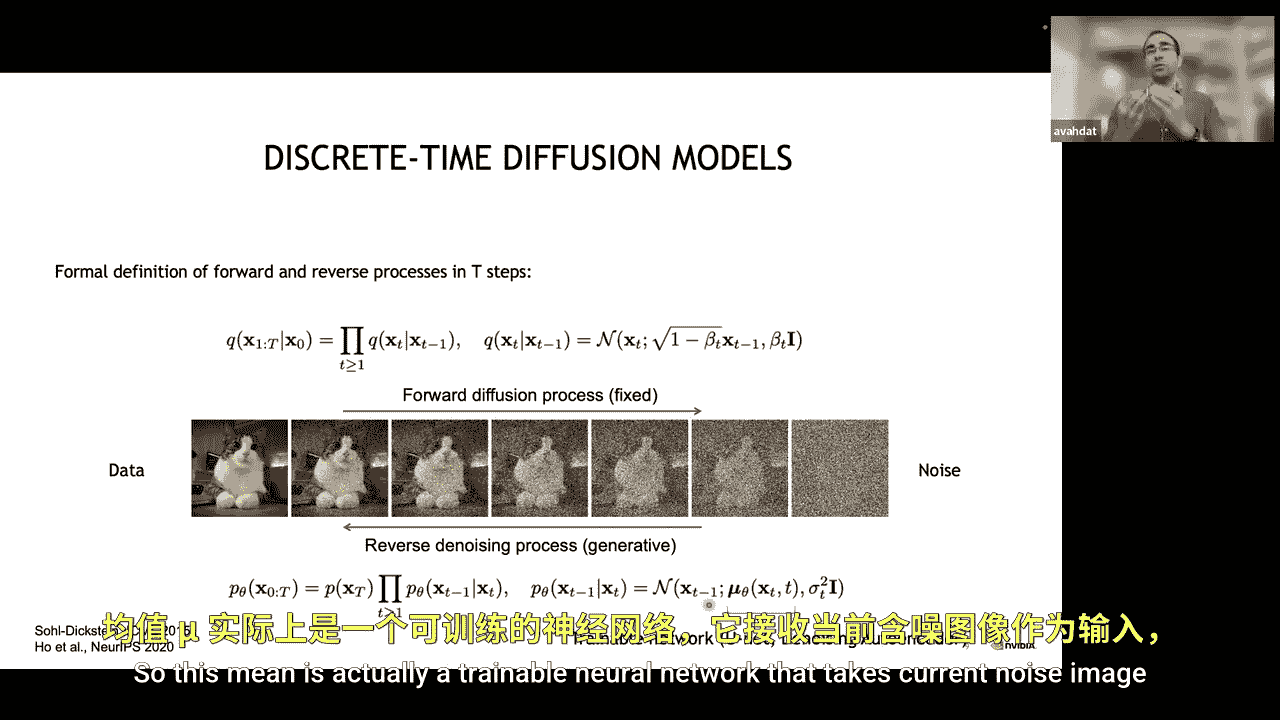 avahdat
DISCRETE-TIME DIFFUSION MODELS
Formal definition of forward and reverse processes in T steps:
q(x₁:T|x₀) = ∏ q(xₜ|xₜ₋₁), q(xₜ|xₜ₋₁) = 𝒩(xₜ; √(1 − βₜ)xₜ₋₁, βₜI)
t≥1
Forward diffusion process (fixed)
Data
Noise
Reverse denoising process (generative)
pθ(x₀:T) = p(x_T) ∏ pθ(xₜ₋₁|xₜ), pθ(xₜ₋₁|xₜ) = 𝒩(xₜ₋₁; μθ(xₜ, t), σₜ²I)
t≥1
均值 μ 实际上是一个可训练的神经网络，它接收当前含噪图像作为输入，
Sohl-Dickste
Ho et al., NeurIPS 2020
NVIDIA
So this mean is actually a trainable neural network that takes current noise image